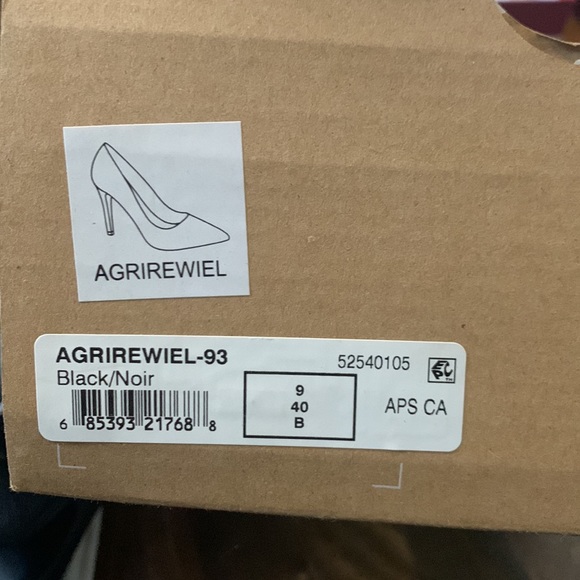 AGRIREWIEL
AGRIREWIEL-93
52540105
Black/Noir
9
40
B
APS CA
6 85393 21768 8